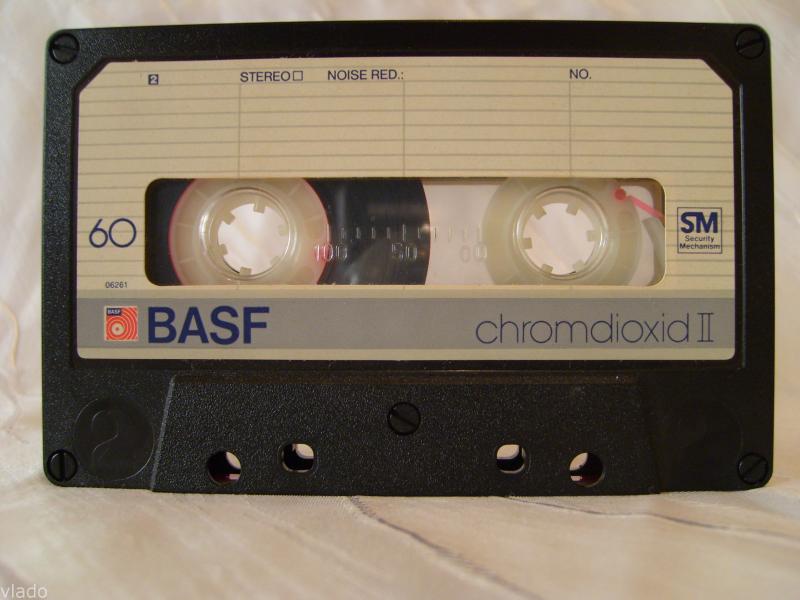 2 STEREO NOISE RED.: NO.
60
100 50 00
SM
Security
Mechanism
06261
BASF
BASF chromdioxid II
2
vlado